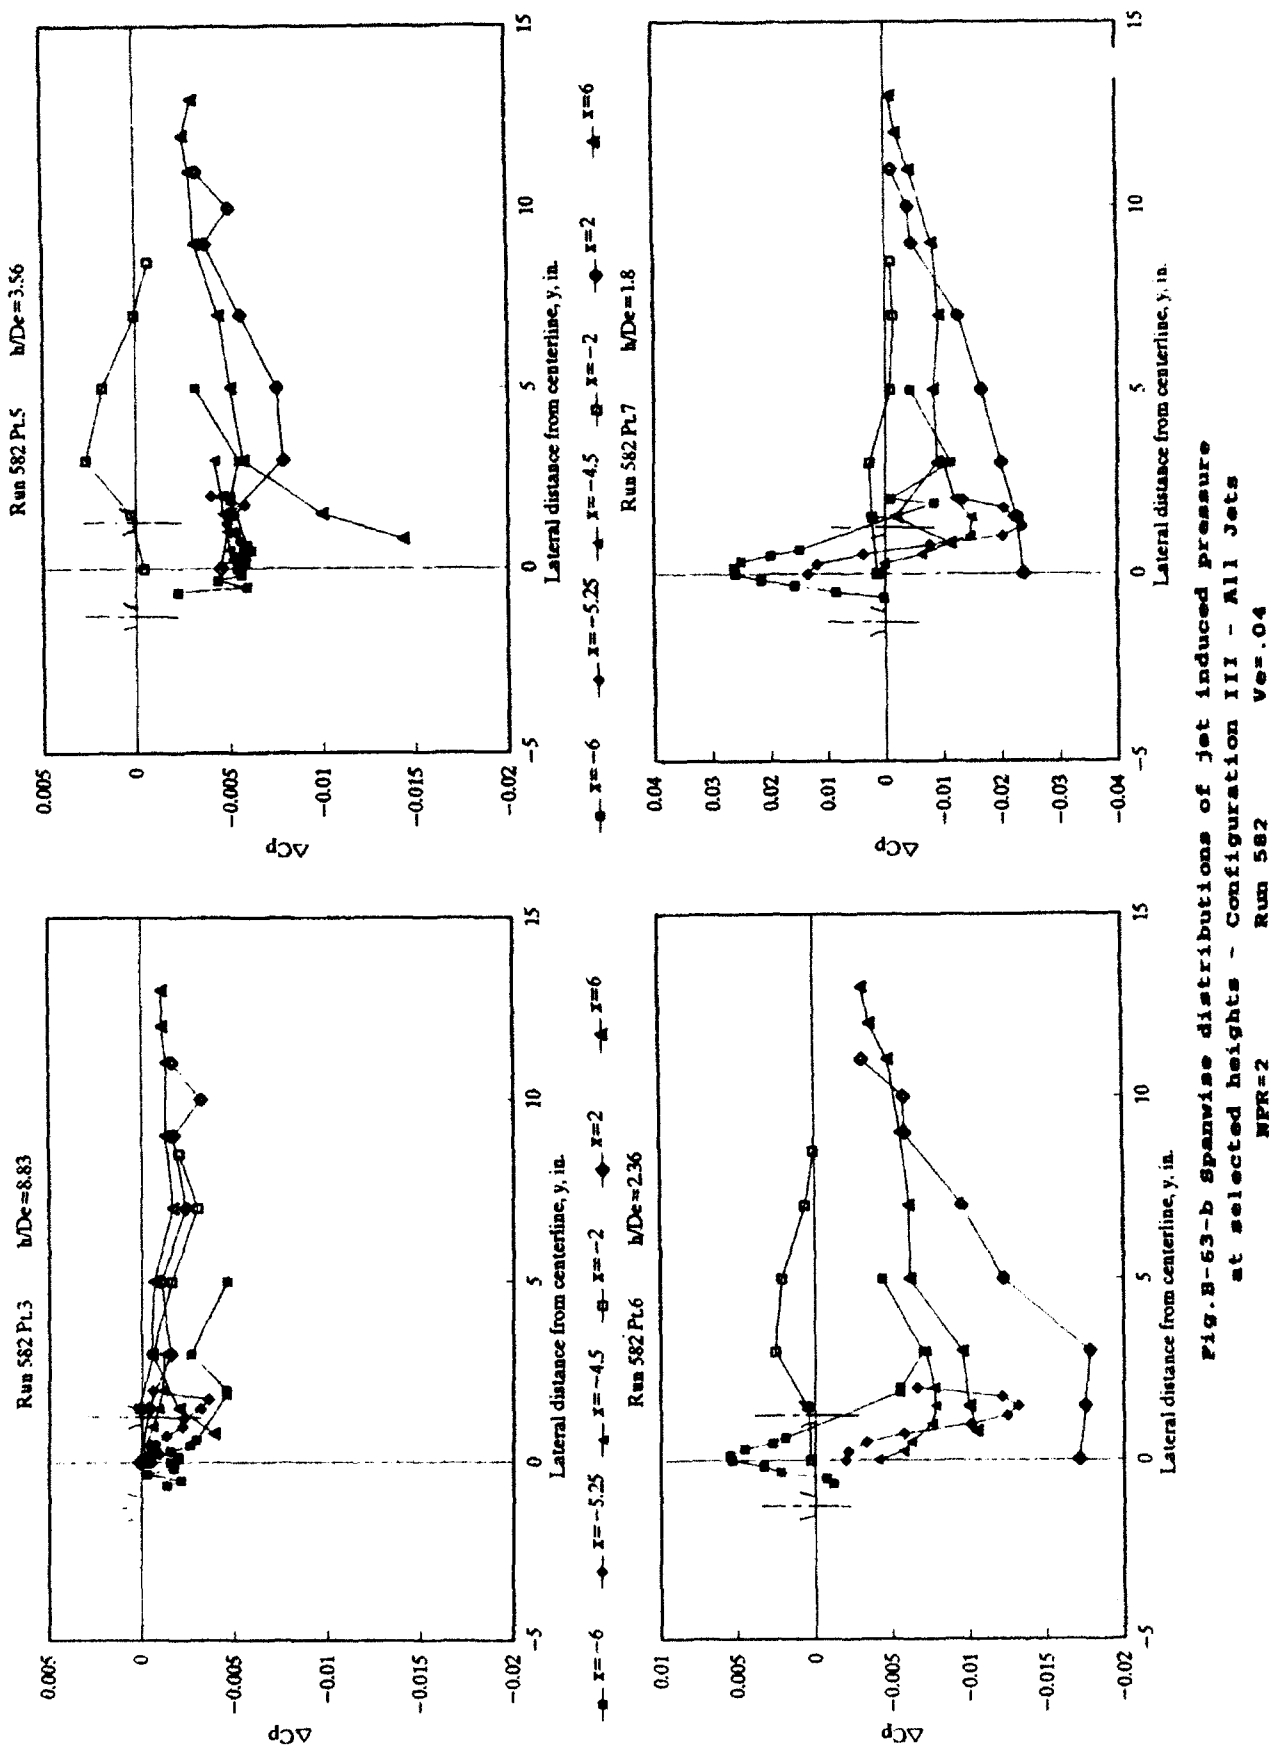 Run 582 Pt.3 h/De=8.83
0.005
0
-0.005
-0.01
-0.015
-0.02
ΔCp
-5
0
5
10
15
Lateral distance from centerline, y, in.
Run 582 Pt.5 h/De=3.56
0.005
0
-0.005
-0.01
-0.015
-0.02
ΔCp
-5
0
5
10
15
Lateral distance from centerline, y, in.
x=-6 x=-5.25 x=-4.5 x=-2 x=2 x=6
x=-6 x=-5.25 x=-4.5 x=-2 x=2 x=6
Run 582 Pt.6 h/De=2.36
0.01
0.005
0
-0.005
-0.01
-0.015
-0.02
ΔCp
-5
0
5
10
15
Lateral distance from centerline, y, in.
Run 582 Pt.7 h/De=1.8
0.04
0.03
0.02
0.01
0
-0.01
-0.02
-0.03
-0.04
ΔCp
-5
0
5
10
15
Lateral distance from centerline, y, in.
Fig.B-63-b Spanwise distributions of jet induced pressure
at selected heights - Configuration III - All Jets
NPR=2 Run 582 Ve=.04